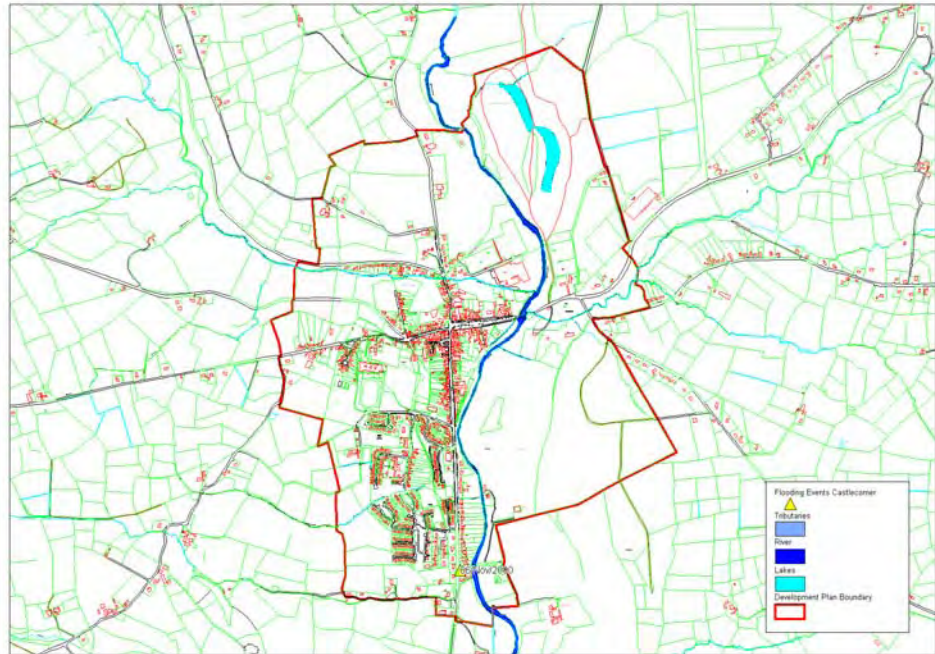 Flooding Events Castlecomer
Tributaries
River
Lakes
Development Plan Boundary